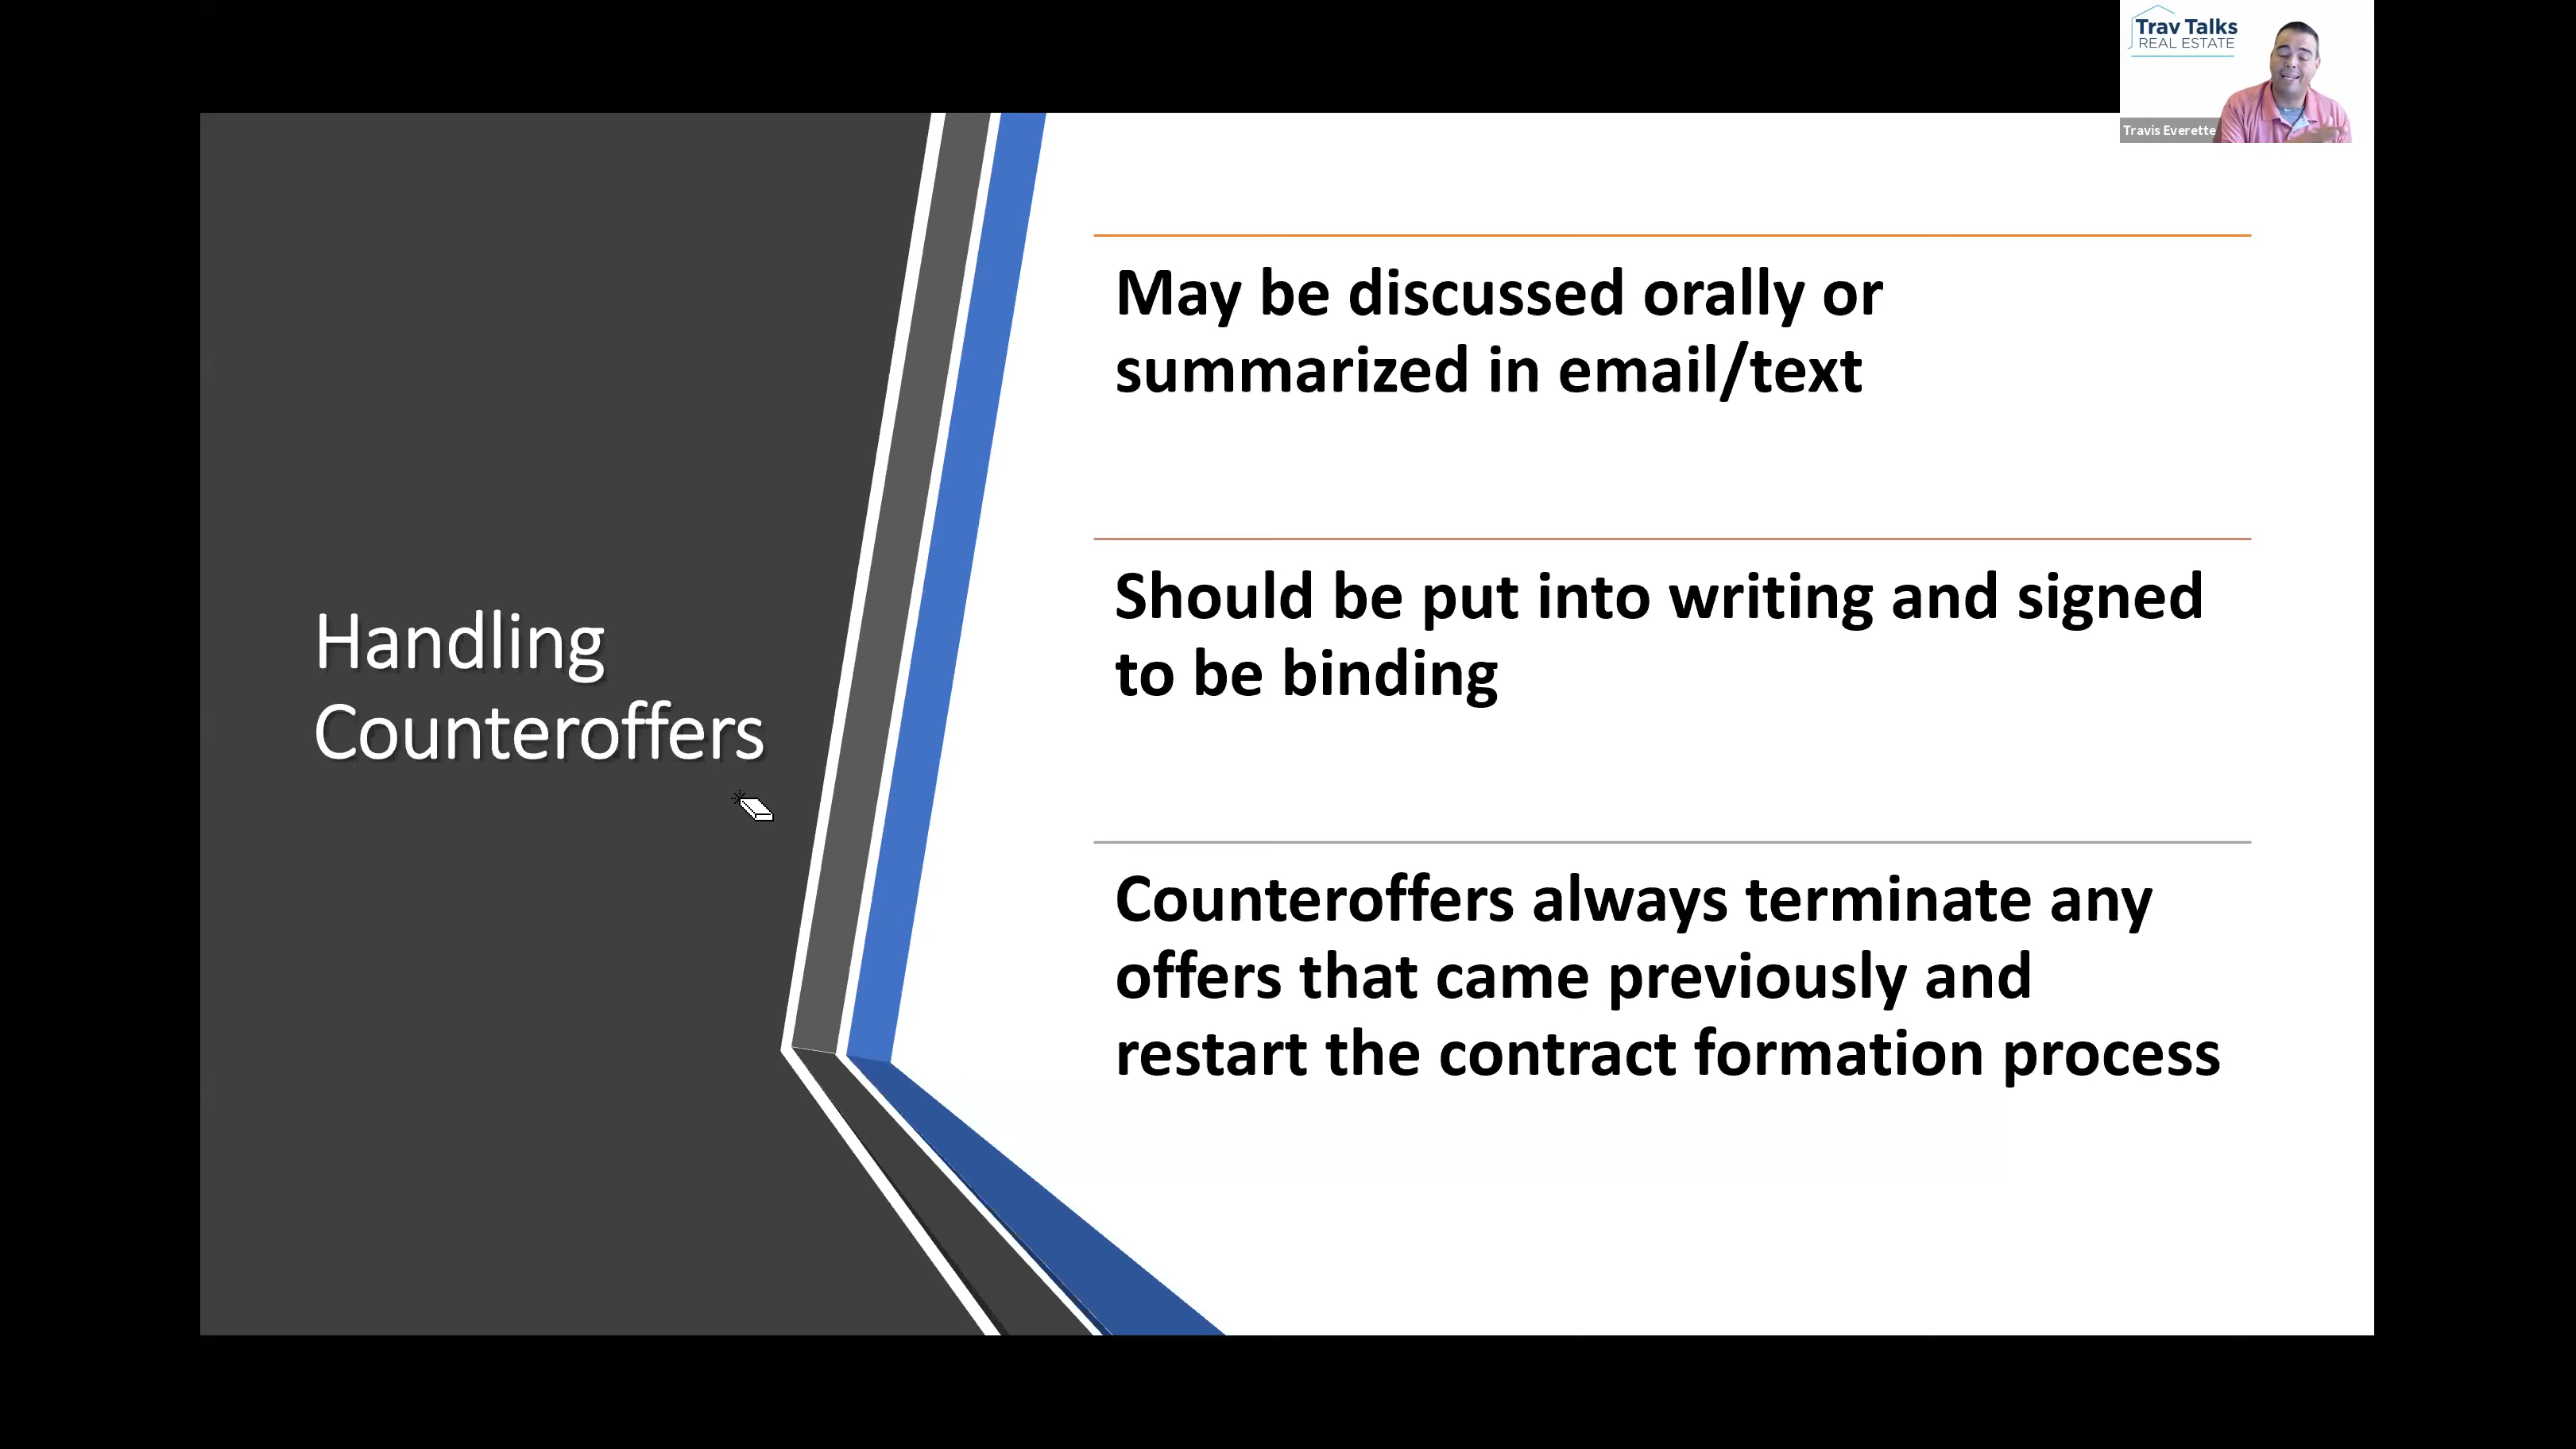 Trav Talks
REAL ESTATE
Travis Everette
Handling
Counteroffers
May be discussed orally or
summarized in email/text
Should be put into writing and signed
to be binding
Counteroffers always terminate any
offers that came previously and
restart the contract formation process